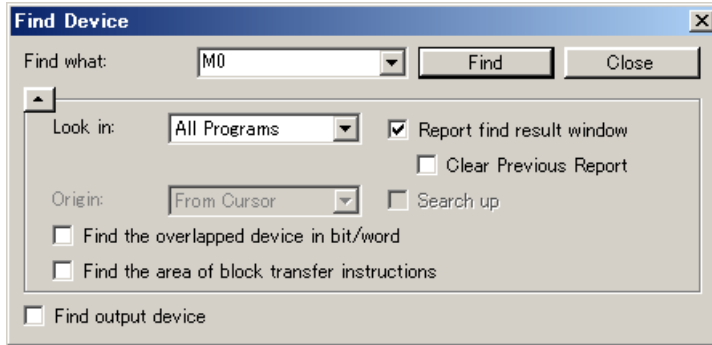 Find Device
Find what: M0 Find Close
Look in: All Programs Report find result window
Clear Previous Report
Origin: From Cursor Search up
Find the overlapped device in bit/word
Find the area of block transfer instructions
Find output device